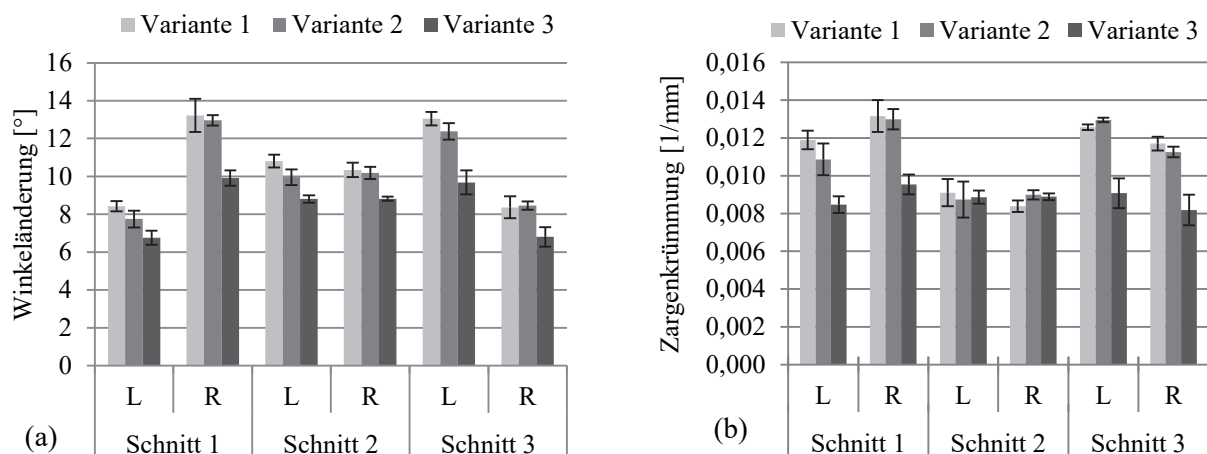 Variante 1 Variante 2 Variante 3
Winkeländerung [°]
16
14
12
10
8
6
4
2
0
L R L R L R
Schnitt 1 Schnitt 2 Schnitt 3
(a)
Variante 1 Variante 2 Variante 3
Zargenkrümmung [1/mm]
0,016
0,014
0,012
0,010
0,008
0,006
0,004
0,002
0,000
L R L R L R
Schnitt 1 Schnitt 2 Schnitt 3
(b)